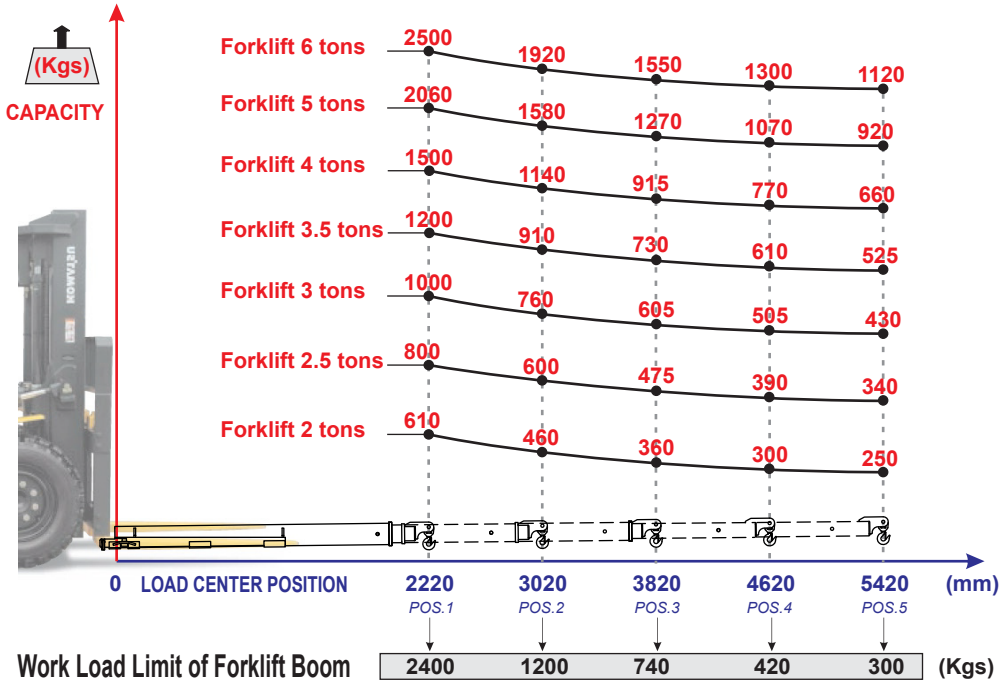 (Kgs)
CAPACITY
Forklift 6 tons 2500 1920 1550 1300 1120
Forklift 5 tons 2060 1580 1270 1070 920
Forklift 4 tons 1500 1140 915 770 660
Forklift 3.5 tons 1200 910 730 610 525
Forklift 3 tons 1000 760 605 505 430
Forklift 2.5 tons 800 600 475 390 340
Forklift 2 tons 610 460 360 300 250
KOMATSU
0 LOAD CENTER POSITION 2220 3020 3820 4620 5420 (mm)
POS.1 POS.2 POS.3 POS.4 POS.5
Work Load Limit of Forklift Boom 2400 1200 740 420 300 (Kgs)